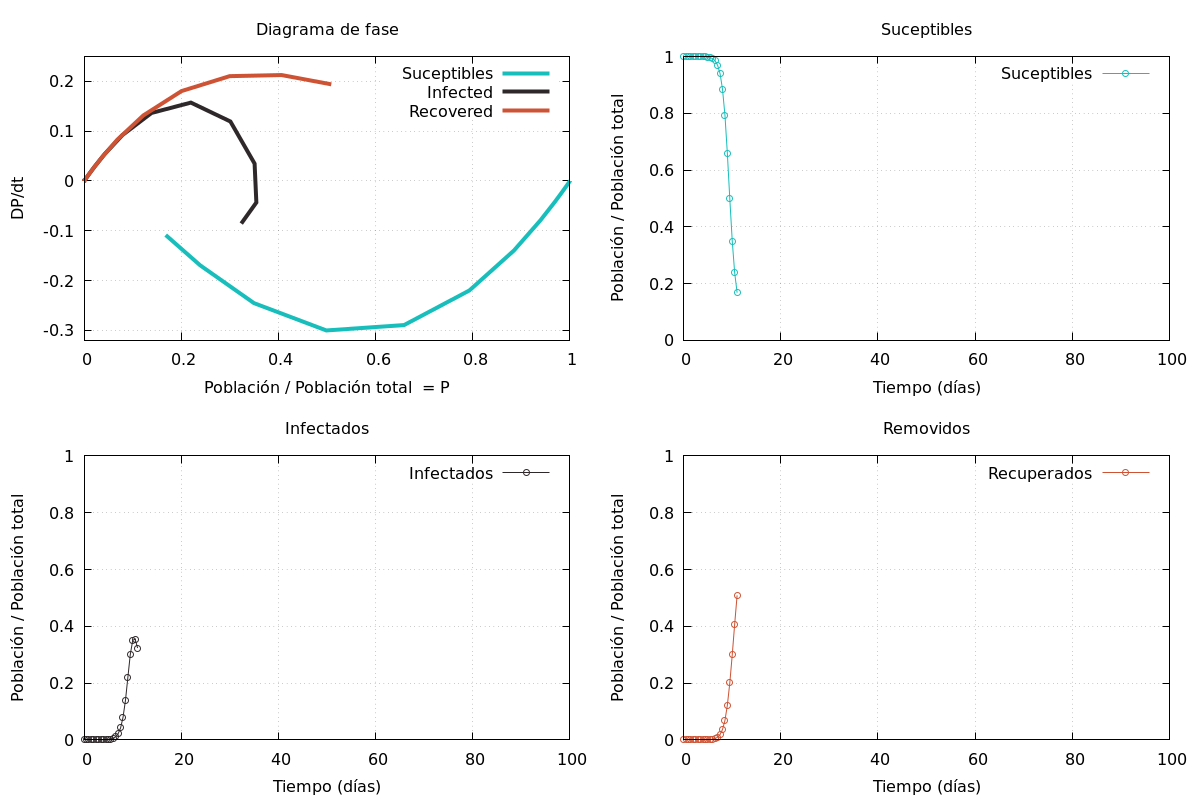 Diagrama de fase
Suceptibles
Infected
Recovered
0.2
0.1
0
-0.1
-0.2
-0.3
DP/dt
0 0.2 0.4 0.6 0.8 1
Población / Población total = P
Suceptibles
Suceptibles
1
0.8
0.6
0.4
0.2
0
Población / Población total
0 20 40 60 80 100
Tiempo (días)
Infectados
Infectados
1
0.8
0.6
0.4
0.2
0
Población / Población total
0 20 40 60 80 100
Tiempo (días)
Removidos
Recuperados
1
0.8
0.6
0.4
0.2
0
Población / Población total
0 20 40 60 80 100
Tiempo (días)